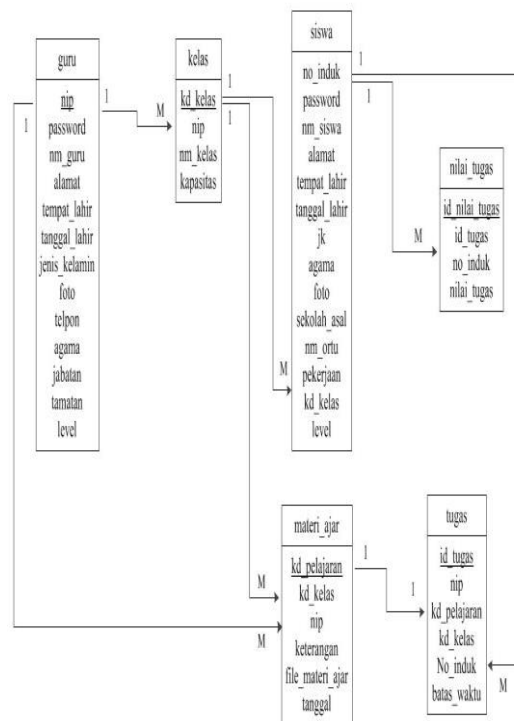 guru
nip
password
nm_guru
alamat
tempat_lahir
tanggal_lahir
jenis_kelamin
foto
telpon
agama
jabatan
tamatan
level
1
1
M
kelas
kd_kelas
nip
nm_kelas
kapasitas
1
1
siswa
no_induk
password
nm_siswa
alamat
tempat_lahir
tanggal_lahir
jk
agama
foto
sekolah_asal
nm_ortu
pekerjaan
kd_kelas
level
1
1
M
M
nilai_tugas
id_nilai_tugas
id_tugas
no_induk
nilai_tugas
materi_ajar
kd_pelajaran
kd_kelas
nip
keterangan
file_materi_ajar
tanggal
M
M
1
1
tugas
id_tugas
nip
kd_pelajaran
kd_kelas
No_induk
batas_waktu
M